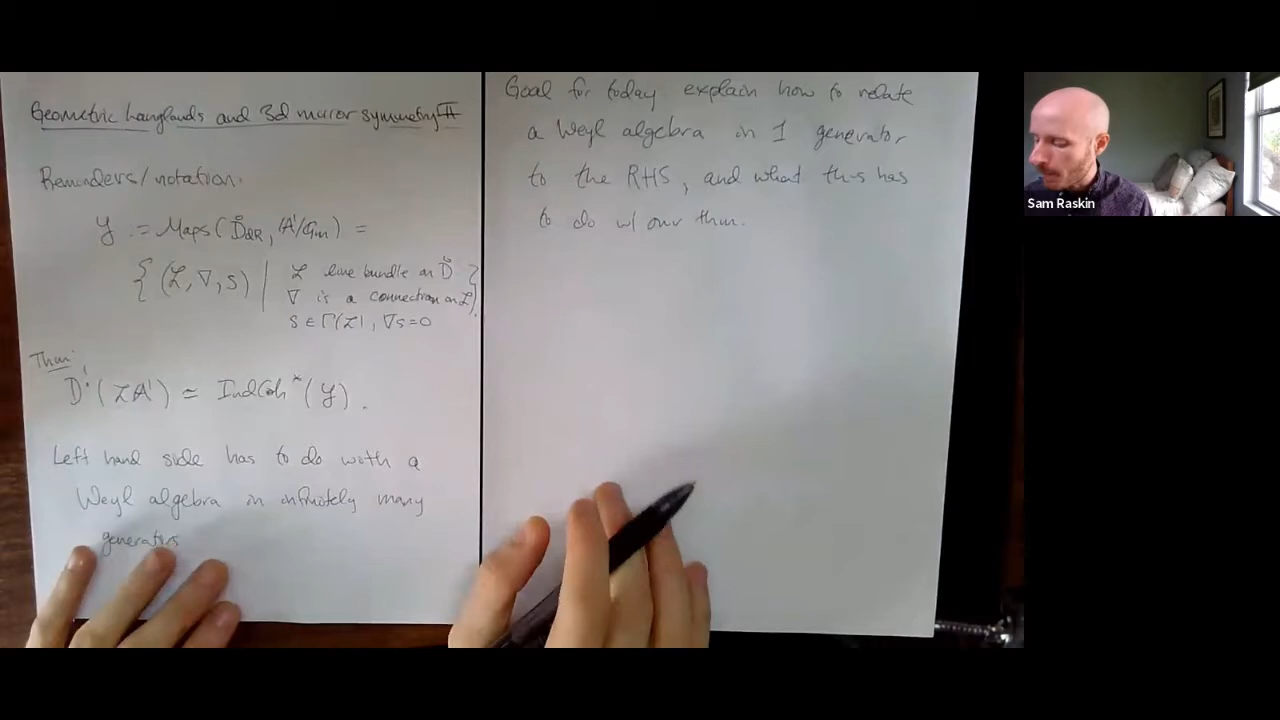 Geometric Langlands and 3d mirror symmetry II
Reminders/notation.
𝒴 := Maps(D̊_dR, A¹/G_m) =
{ (ℒ, ∇, s) | ℒ line bundle on D̊
∇ is a connection on ℒ
s ∈ Γ(ℒ), ∇s=0 }.
Thm:
D^!(ℒA¹) ≃ IndCoh*(𝒴).
Left hand side has to do with a
Weyl algebra in infinitely many
generators
Goal for today explain how to relate
a Weyl algebra in 1 generator
to the RHS, and what this has
to do w/ our thm.
Sam Raskin